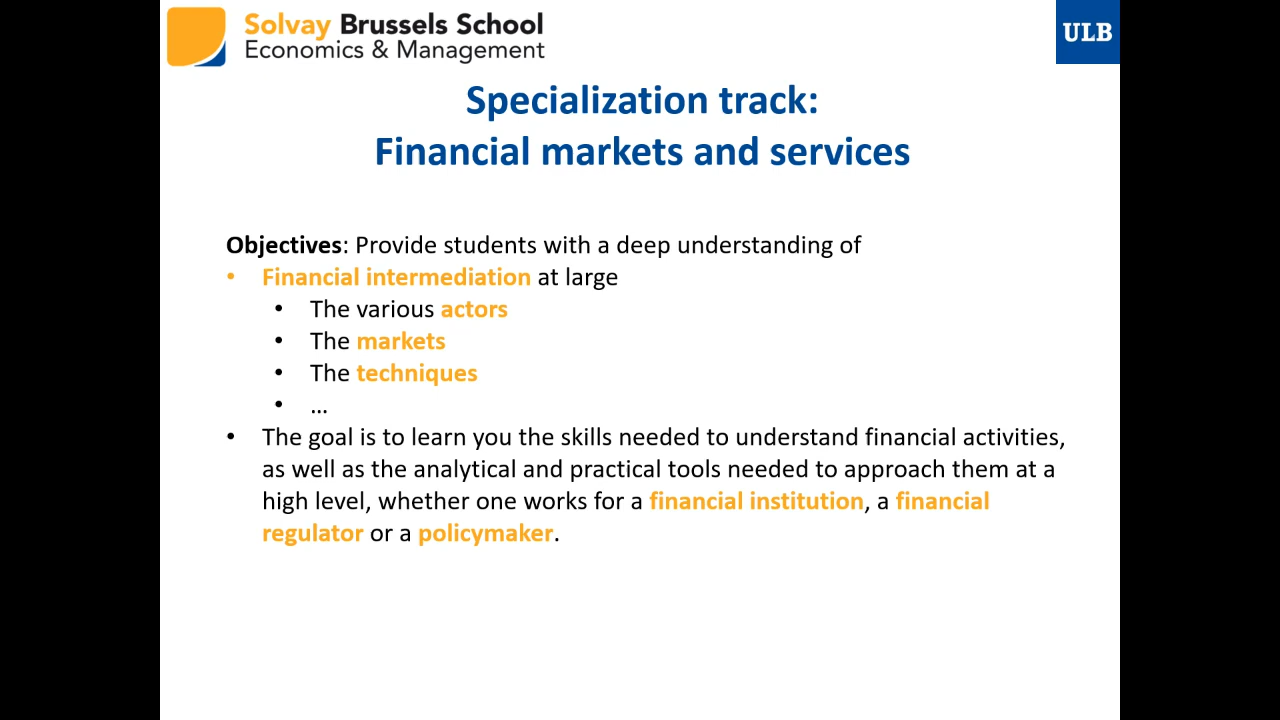 Solvay Brussels School
Economics & Management
ULB
Specialization track:
Financial markets and services
Objectives: Provide students with a deep understanding of
• Financial intermediation at large
• The various actors
• The markets
• The techniques
• …
• The goal is to learn you the skills needed to understand financial activities,
as well as the analytical and practical tools needed to approach them at a
high level, whether one works for a financial institution, a financial
regulator or a policymaker.